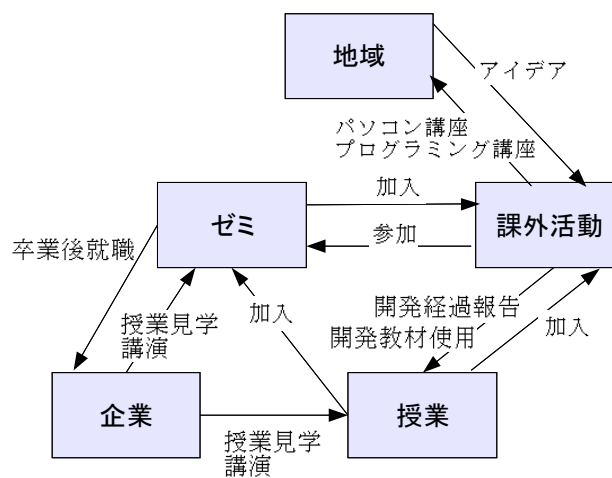 地域
アイデア
パソコン講座
プログラミング講座
ゼミ
加入
課外活動
参加
卒業後就職
授業見学
講演
加入
開発経過報告
開発教材使用
加入
企業
授業
授業見学
講演